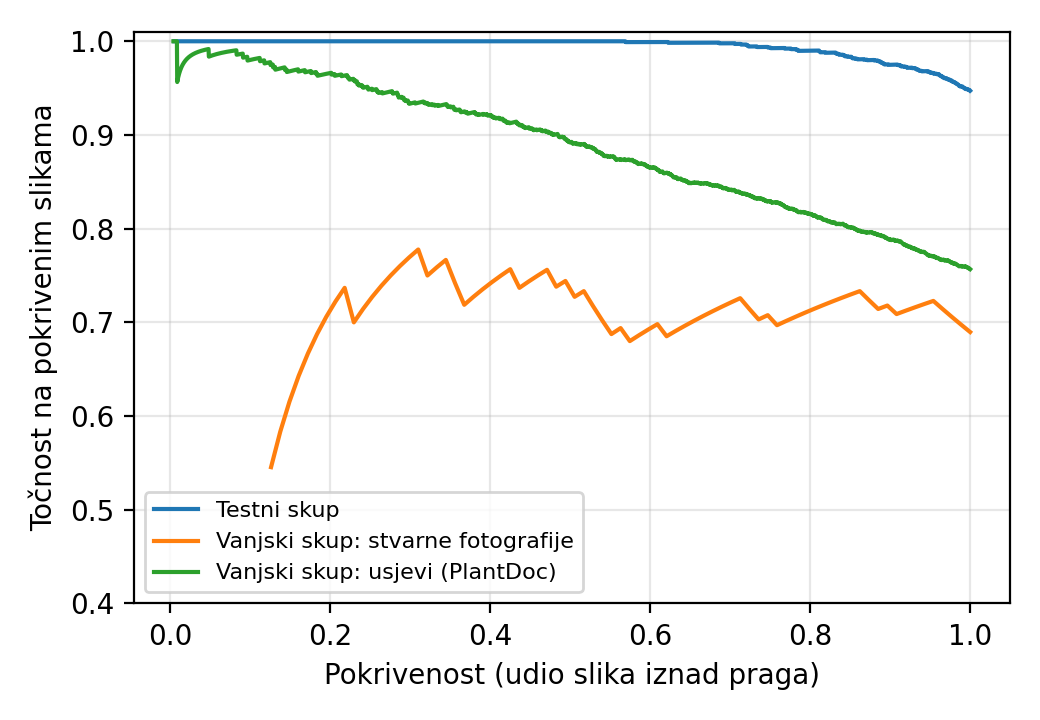 1.0
0.9
0.8
0.7
0.6
0.5
0.4
Točnost na pokrivenim slikama
Testni skup
Vanjski skup: stvarne fotografije
Vanjski skup: usjevi (PlantDoc)
0.0 0.2 0.4 0.6 0.8 1.0
Pokrivenost (udio slika iznad praga)